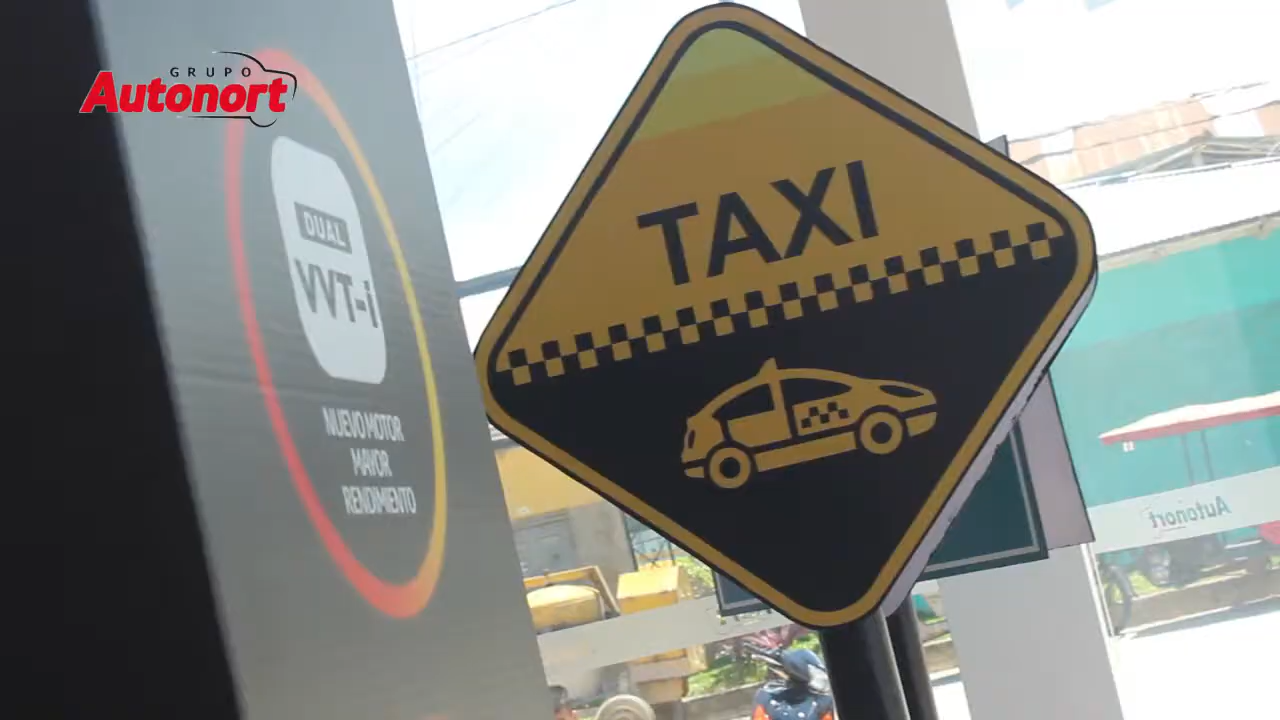 GRUPO
Autonort
DUAL
VVT-i
NUEVO MOTOR
MAYOR
RENDIMIENTO
TAXI
Autonort